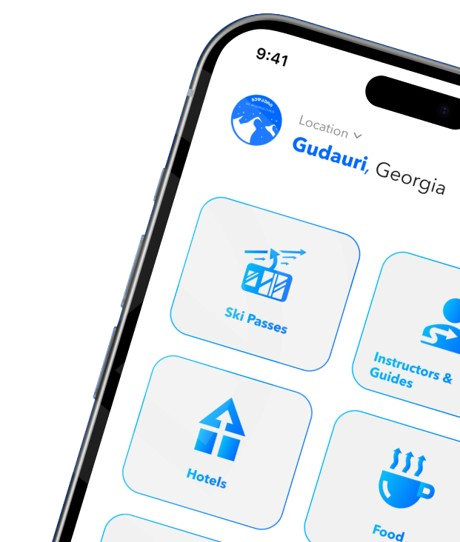 9:41
Location
Gudauri, Georgia
Ski Passes
Instructors &
Guides
Hotels
Food